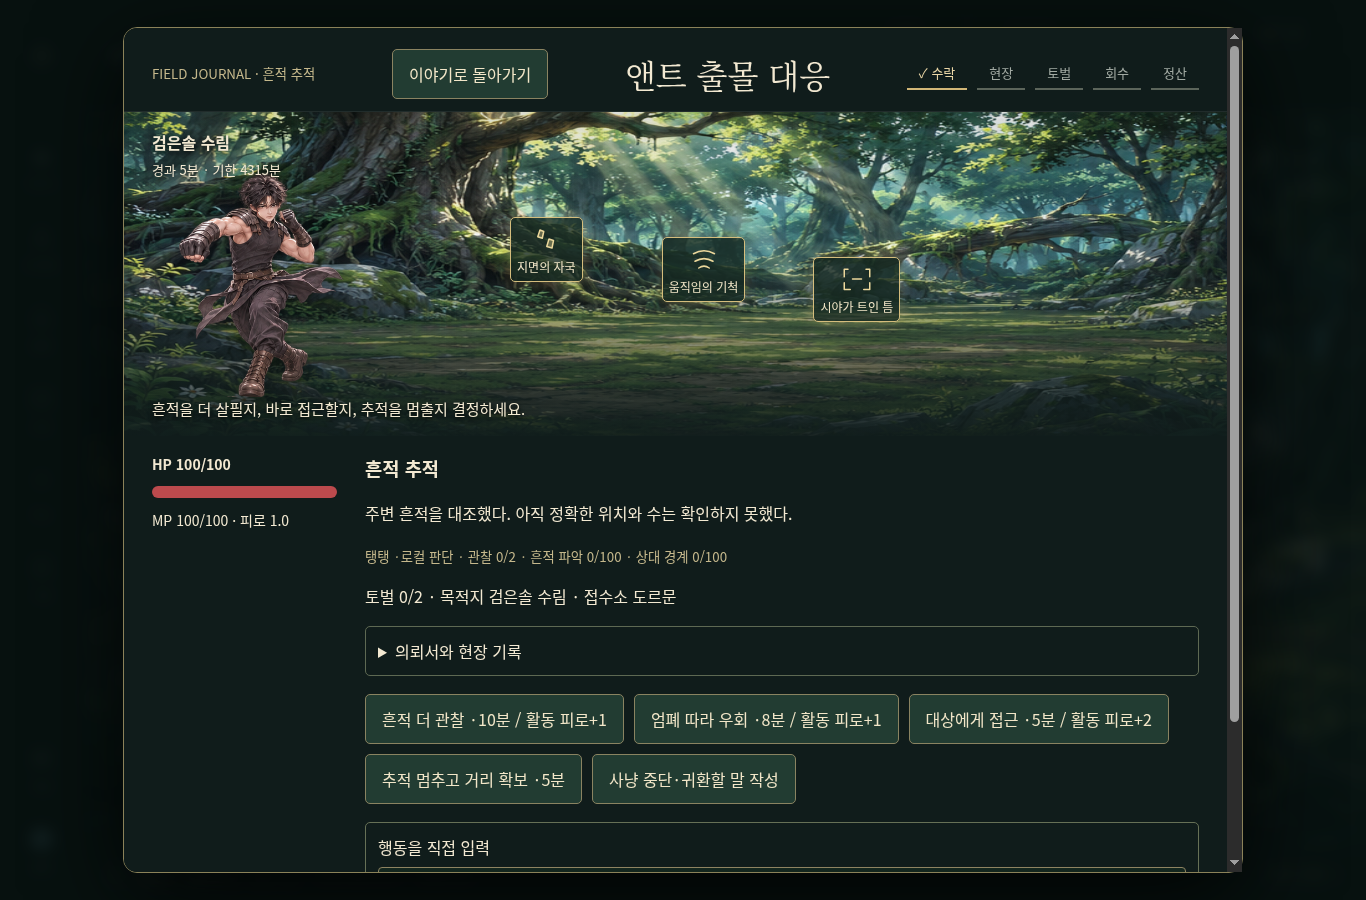 FIELD JOURNAL · 흔적 추적
이야기로 돌아가기
앤트 출몰 대응
✓ 수락
현장
토벌
회수
정산
검은솔 수림
경과 5분 · 기한 4315분
지면의 자국
움직임의 기척
시야가 트인 틈
흔적을 더 살필지, 바로 접근할지, 추적을 멈출지 결정하세요.
HP 100/100
MP 100/100 · 피로 1.0
흔적 추적
주변 흔적을 대조했다. 아직 정확한 위치와 수는 확인하지 못했다.
탱탱 · 로컬 판단 · 관찰 0/2 · 흔적 파악 0/100 · 상대 경계 0/100
토벌 0/2 · 목적지 검은솔 수림 · 접수소 도르문
▶ 의뢰서와 현장 기록
흔적 더 관찰 · 10분 / 활동 피로+1
엄폐 따라 우회 · 8분 / 활동 피로+1
대상에게 접근 · 5분 / 활동 피로+2
추적 멈추고 거리 확보 · 5분
사냥 중단·귀환할 말 작성
행동을 직접 입력